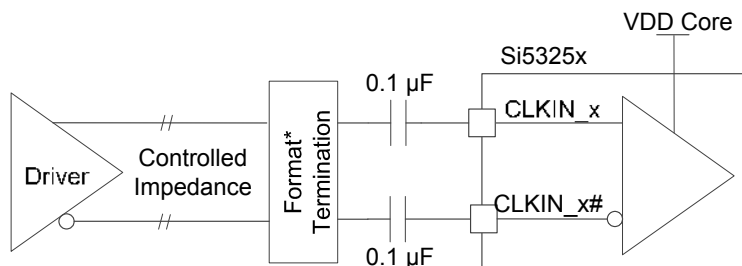 VDD Core
Si5325x
0.1 µF
CLKIN_x
Driver
Controlled
Impedance
Format*
Termination
CLKIN_x#
0.1 µF